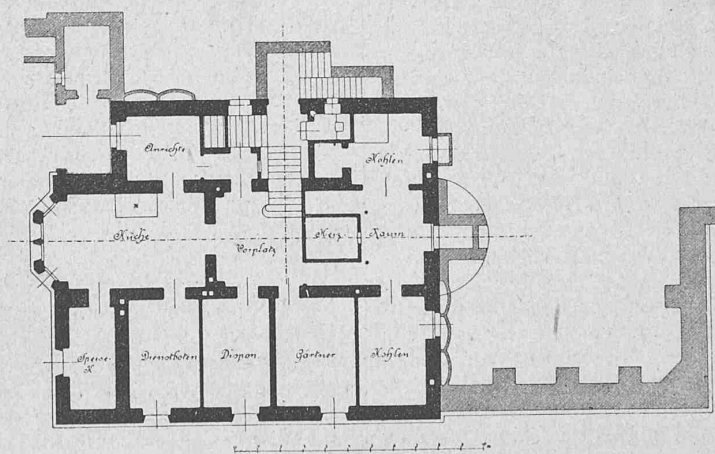 Anrichte
Kohlen
Küche
Vorplatz
Heiz
Raum
Speise-
K.
Dienstboten
Dispon.
Gärtner
Kohlen